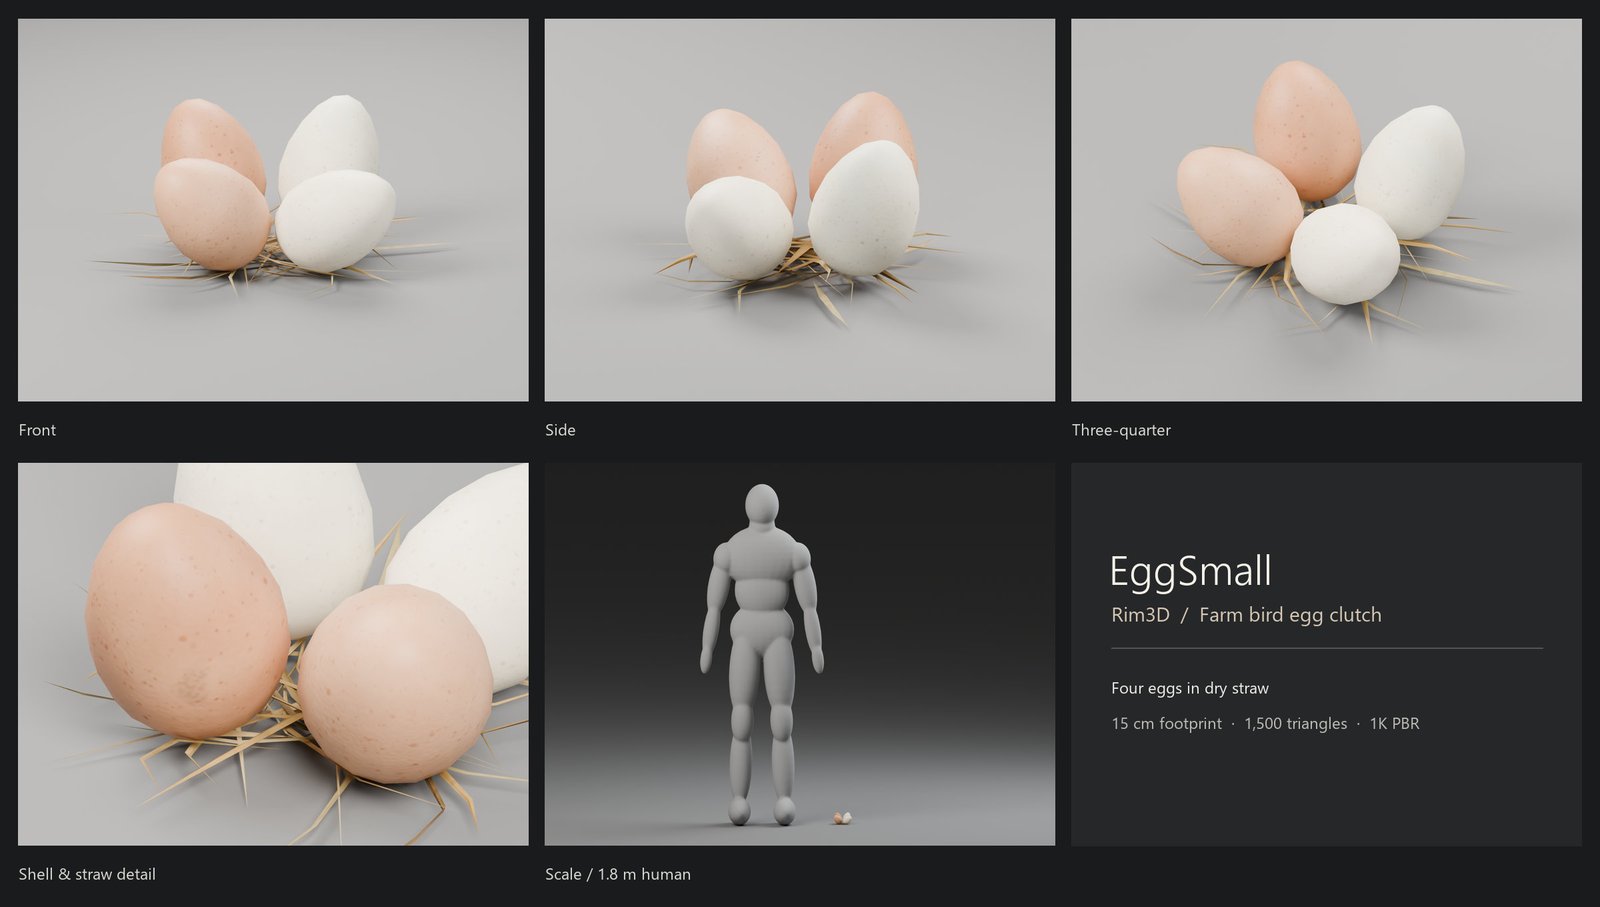 Front
Side
Three-quarter
Shell & straw detail
Scale / 1.8 m human
EggSmall
Rim3D / Farm bird egg clutch
Four eggs in dry straw
15 cm footprint · 1,500 triangles · 1K PBR